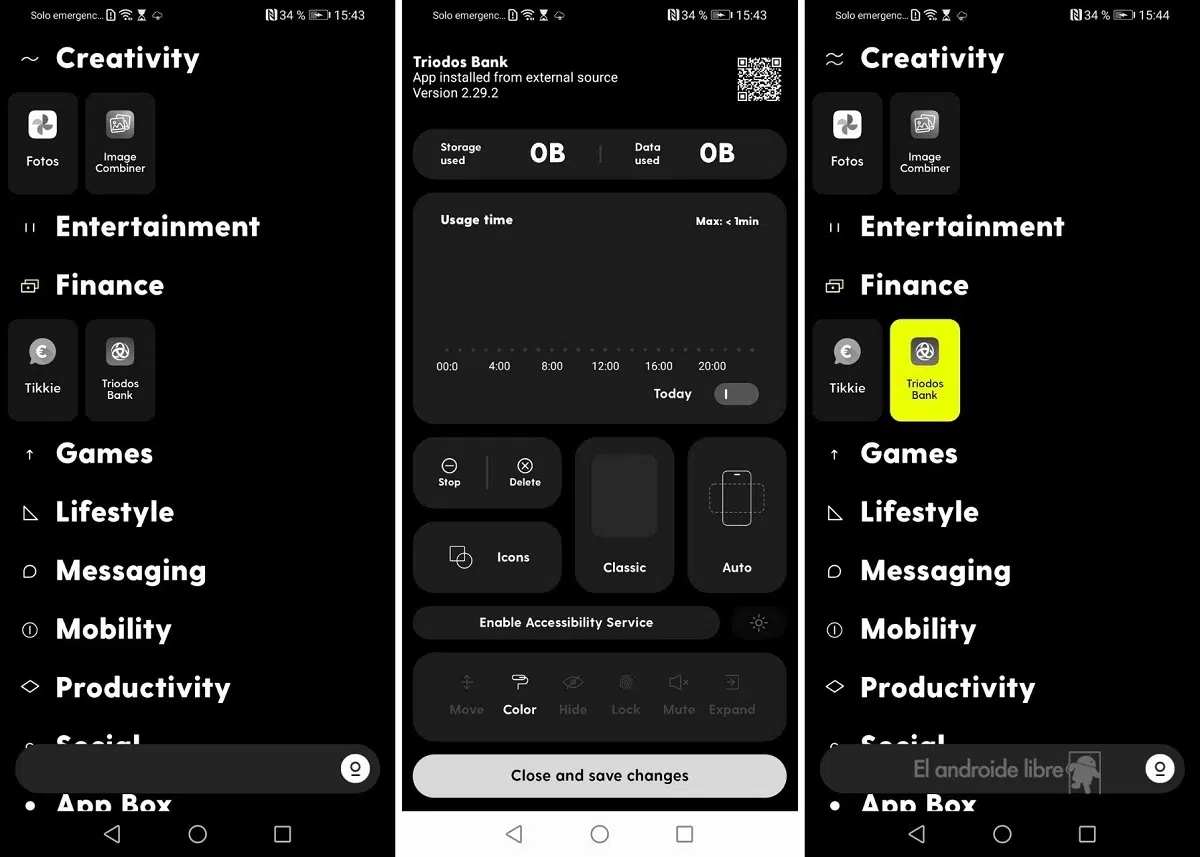 Solo emergenc... 34 % 15:43
Creativity
Fotos
Image
Combiner
Entertainment
Finance
Tikkie
Triodos
Bank
Games
Lifestyle
Messaging
Mobility
Productivity
Social
App Box
Solo emergenc... 34 % 15:43
Triodos Bank
App installed from external source
Version 2.29.2
Storage
used
0B
Data
used
0B
Usage time
Max: < 1min
00:0 4:00 8:00 12:00 16:00 20:00
Today
Stop
Delete
Icons
Classic
Auto
Enable Accessibility Service
Move Color Hide Lock Mute Expand
Close and save changes
Solo emergenc... 34 % 15:44
Creativity
Fotos
Image
Combiner
Entertainment
Finance
Tikkie
Triodos
Bank
Games
Lifestyle
Messaging
Mobility
Productivity
Social
El androide libre
App Box